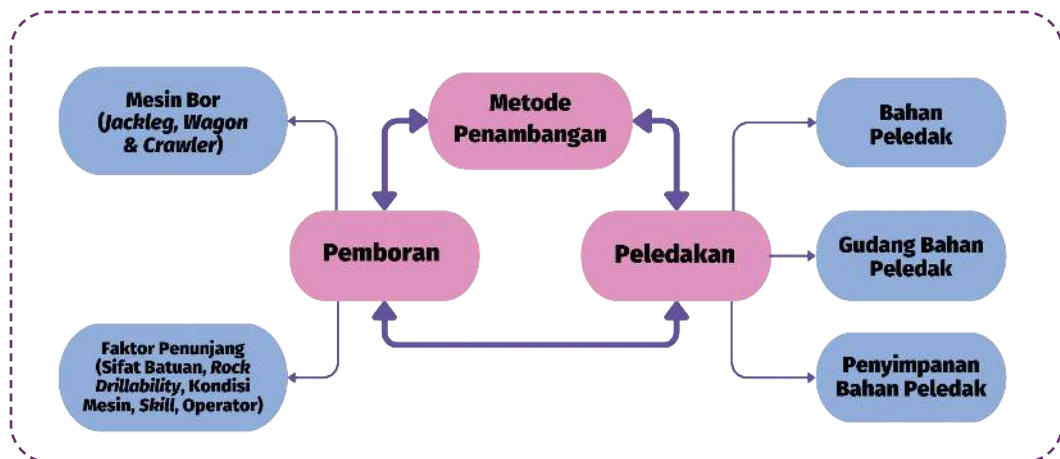 Mesin Bor
(Jackleg, Wagon
& Crawler)
Metode
Penambangan
Bahan
Peledak
Pemboran
Peledakan
Gudang Bahan
Peledak
Faktor Penunjang
(Sifat Batuan, Rock
Drillability, Kondisi
Mesin, Skill, Operator)
Penyimpanan
Bahan Peledak